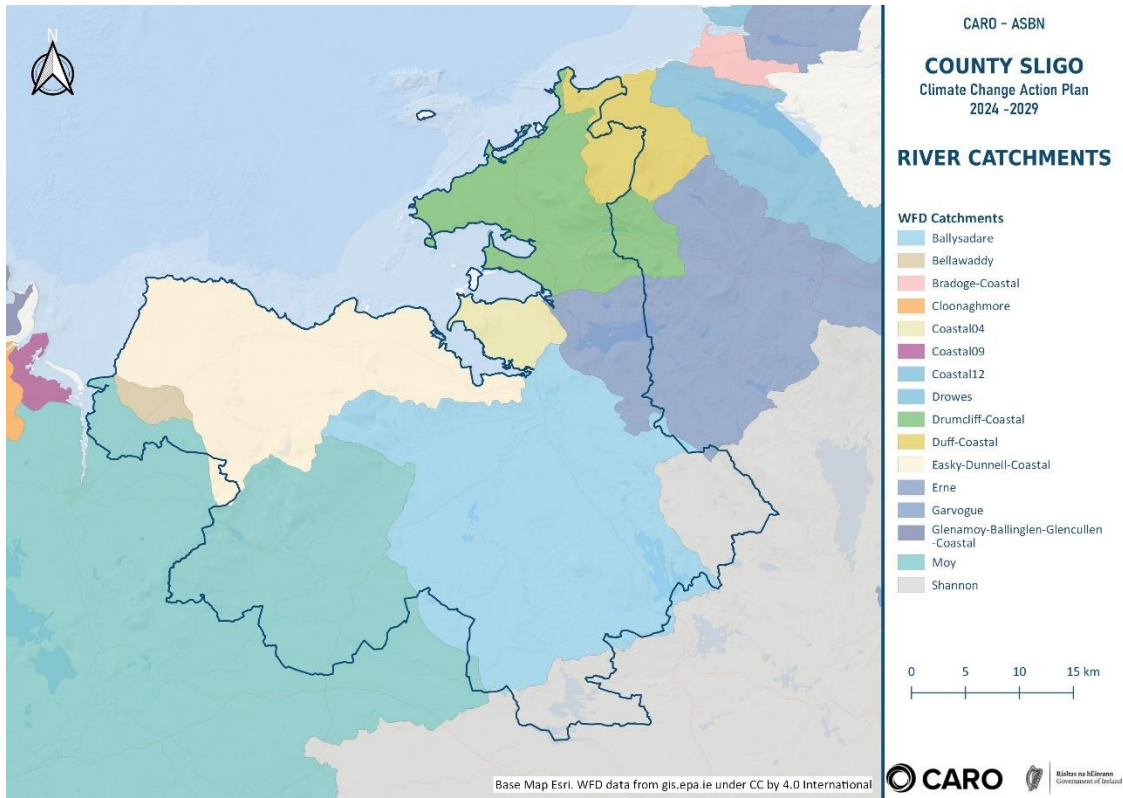 N
CARO – ASBN
COUNTY SLIGO
Climate Change Action Plan
2024 -2029
RIVER CATCHMENTS
WFD Catchments
Ballysadare
Bellawaddy
Bradoge-Coastal
Cloonaghmore
Coastal04
Coastal09
Coastal12
Drowes
Drumcliff-Coastal
Duff-Coastal
Easky-Dunneil-Coastal
Erne
Garvogue
Glenamoy-Ballinglen-Glencullen
-Coastal
Moy
Shannon
0 5 10 15 km
Base Map Esri. WFD data from gis.epa.ie under CC by 4.0 International
CARO
Rialtas na hÉireann
Government of Ireland